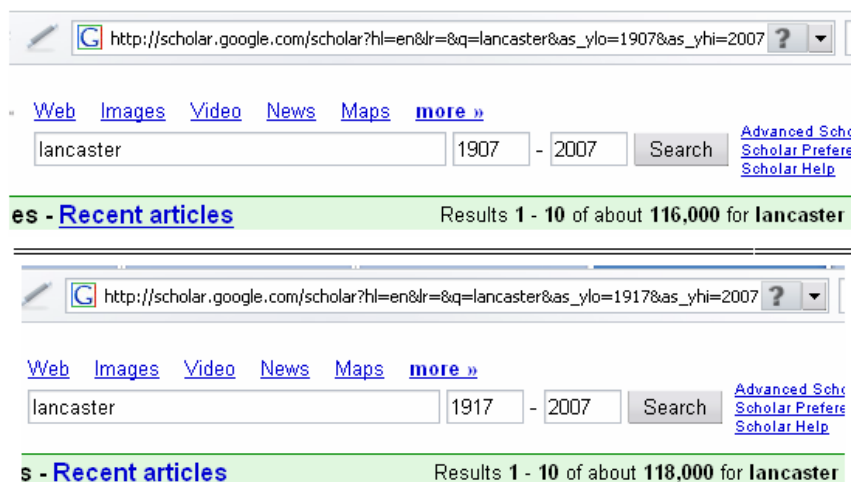 http://scholar.google.com/scholar?hl=en&lr=&q=lancaster&as_ylo=1907&as_yhi=2007 ?
Web Images Video News Maps more »
Advanced Scho
lancaster 1907 - 2007 Search Scholar Prefere
Scholar Help
es - Recent articles Results 1 - 10 of about 116,000 for lancaster
http://scholar.google.com/scholar?hl=en&lr=&q=lancaster&as_ylo=1917&as_yhi=2007 ?
Web Images Video News Maps more »
Advanced Scho
lancaster 1917 - 2007 Search Scholar Prefere
Scholar Help
s - Recent articles Results 1 - 10 of about 118,000 for lancaster